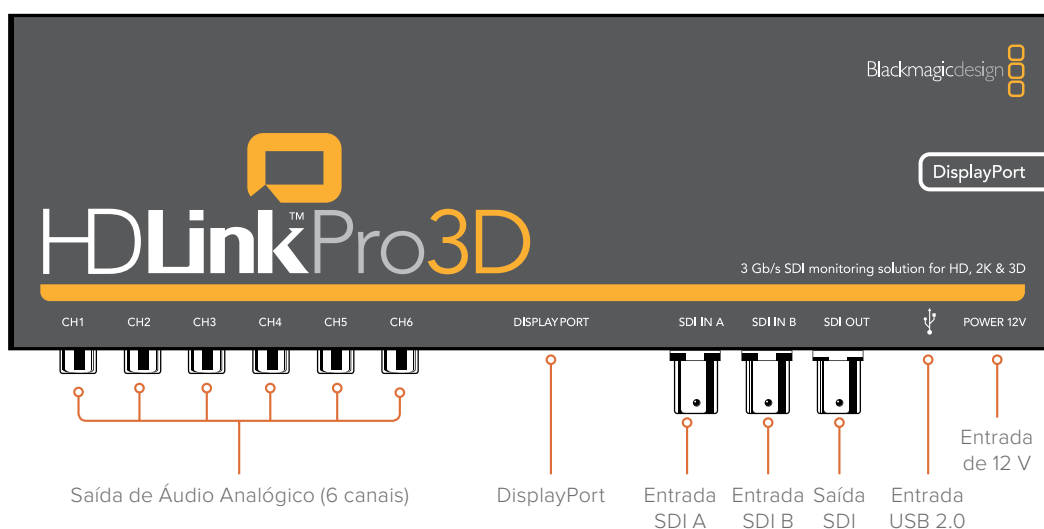 Blackmagicdesign
DisplayPort
HDLink™Pro3D
3 Gb/s SDI monitoring solution for HD, 2K & 3D
CH1 CH2 CH3 CH4 CH5 CH6 DISPLAYPORT SDI IN A SDI IN B SDI OUT POWER 12V
Saída de Áudio Analógico (6 canais)
DisplayPort
Entrada
SDI A
Entrada
SDI B
Saída
SDI
Entrada
USB 2.0
Entrada
de 12 V